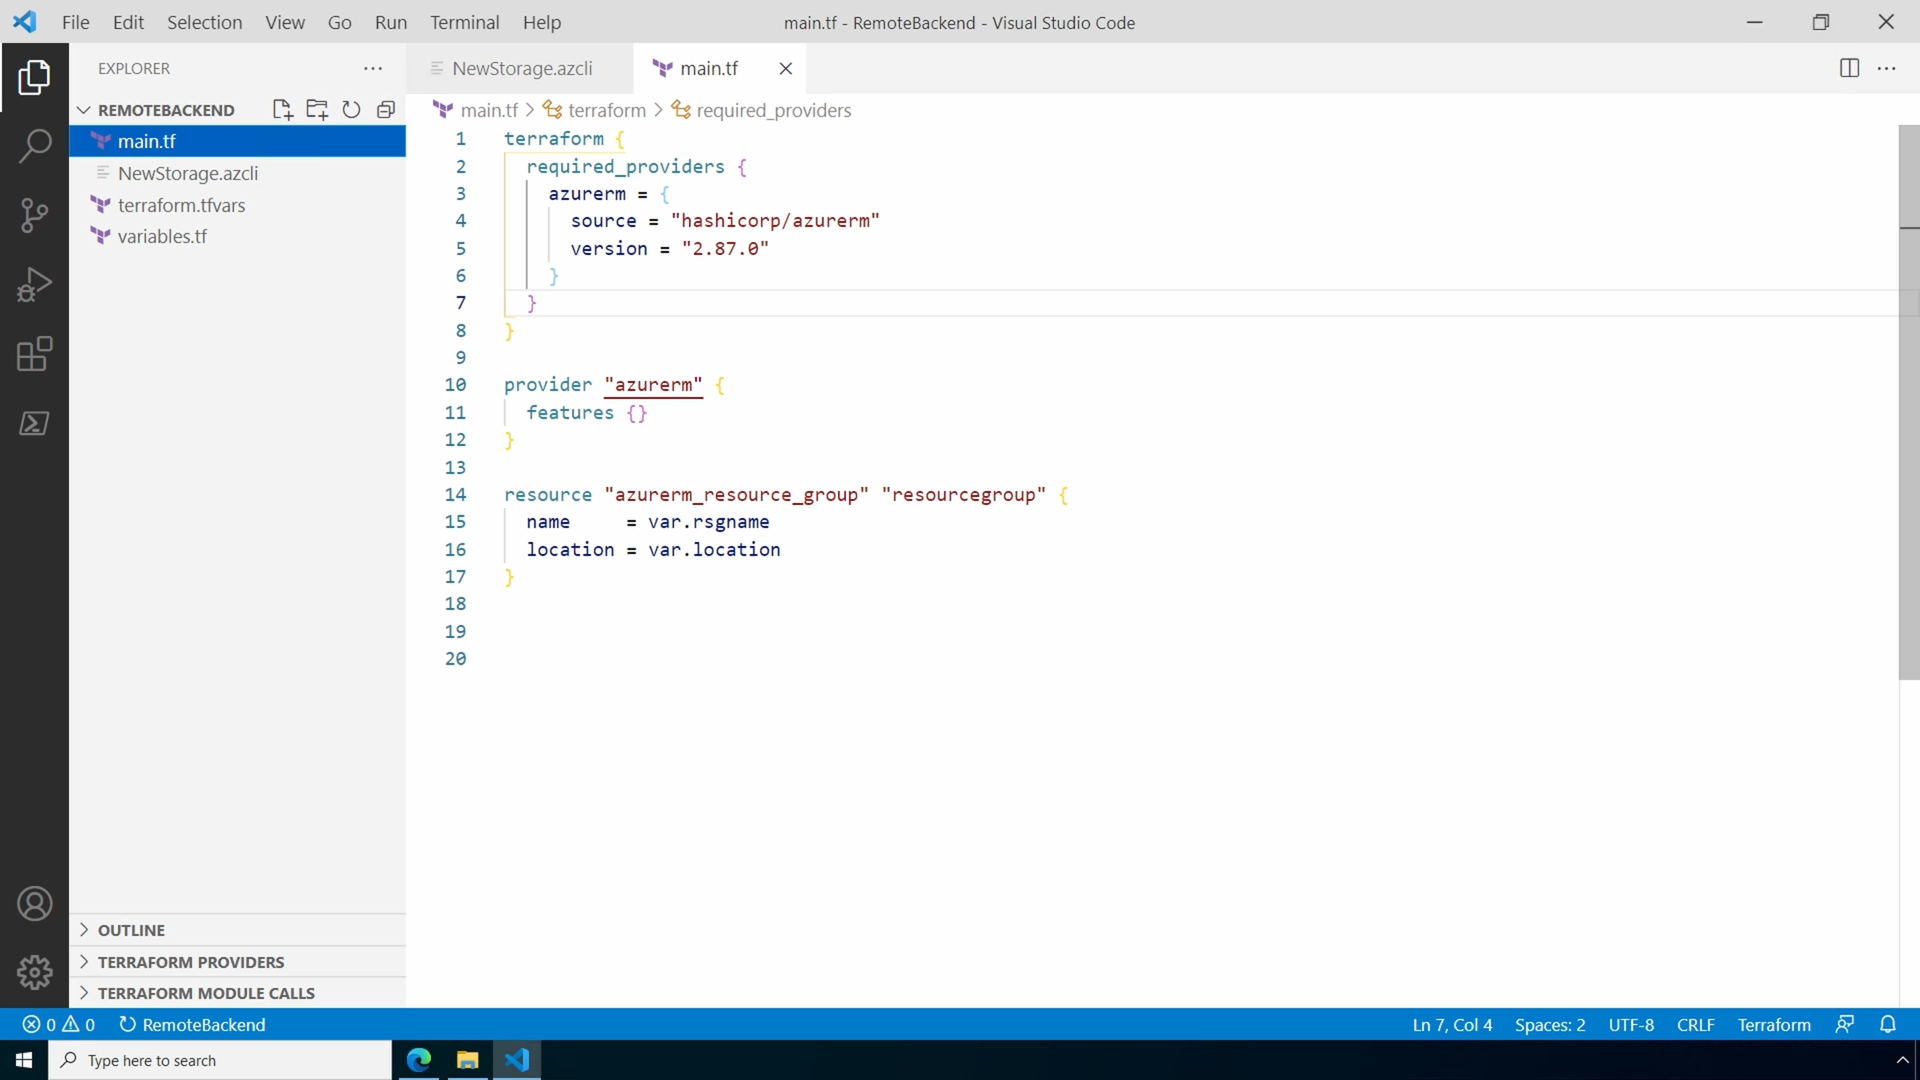 File Edit Selection View Go Run Terminal Help
main.tf - RemoteBackend - Visual Studio Code
EXPLORER
NewStorage.azcli
main.tf
REMOTEBACKEND
main.tf
NewStorage.azcli
terraform.tfvars
variables.tf
main.tf > terraform > required_providers
1 terraform {
2 required_providers {
3 azurerm = {
4 source = "hashicorp/azurerm"
5 version = "2.87.0"
6 }
7 }
8 }
9
10 provider "azurerm" {
11 features {}
12 }
13
14 resource "azurerm_resource_group" "resourcegroup" {
15 name = var.rsgname
16 location = var.location
17 }
18
19
20
OUTLINE
TERRAFORM PROVIDERS
TERRAFORM MODULE CALLS
0 0 RemoteBackend
Ln 7, Col 4 Spaces: 2 UTF-8 CRLF Terraform
Type here to search